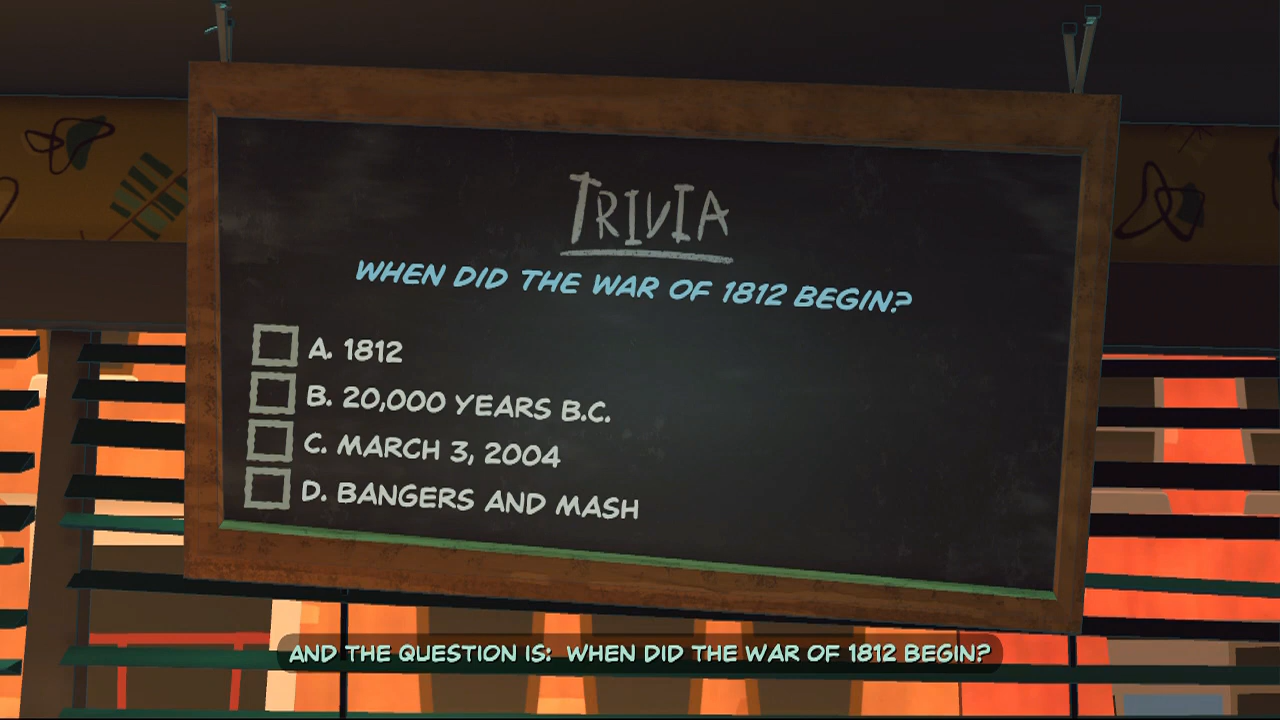 TRIVIA
WHEN DID THE WAR OF 1812 BEGIN?
A. 1812
B. 20,000 YEARS B.C.
C. MARCH 3, 2004
D. BANGERS AND MASH
AND THE QUESTION IS: WHEN DID THE WAR OF 1812 BEGIN?